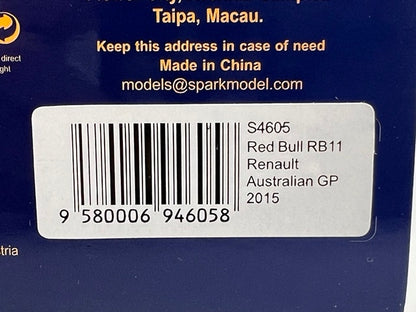 Taipa, Macau.
Keep this address in case of need
Made in China
models@sparkmodel.com
direct
S4605
Red Bull RB11
Renault
Australian GP
2015
9 580006 946058